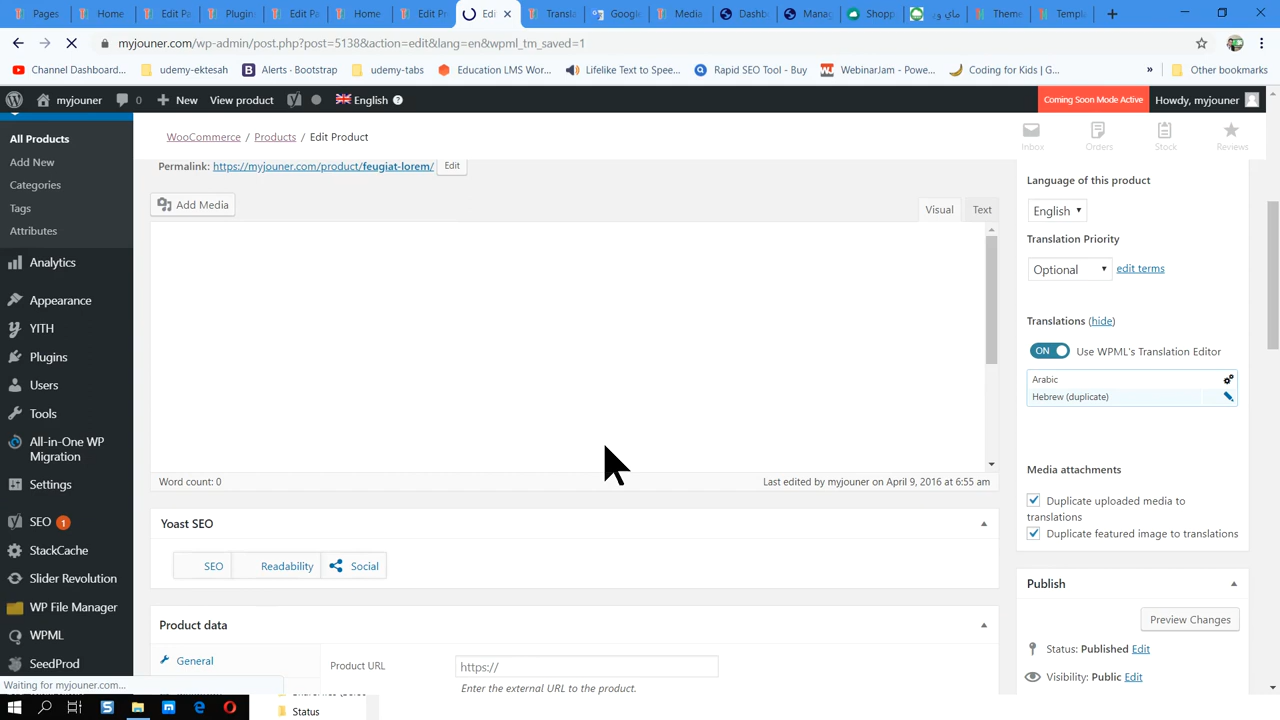 Pages
Edit Pa
Plugin
Edit Pa
Home
Edit Pr
Edi
Transla
Google
Media
Dashb
Manag
Shopp
ماي وي
Theme
Templ
myjouner.com/wp-admin/post.php?post=5138&action=edit&lang=en&wpml_tm_saved=1
Channel Dashboard...
udemy-ektesah
Alerts · Bootstrap
udemy-tabs
Education LMS Wor...
Lifelike Text to Spee...
Rapid SEO Tool - Buy
WebinarJam - Powe...
Coding for Kids | G...
»
Other bookmarks
myjouner
0
New
View product
English
Coming Soon Mode Active
Howdy, myjouner
All Products
Add New
Categories
Tags
Attributes
Analytics
Appearance
YITH
Plugins
Users
Tools
All-in-One WP
Migration
Settings
SEO 1
StackCache
Slider Revolution
WP File Manager
WPML
SeedProd
WooCommerce / Products / Edit Product
Inbox
Orders
Stock
Reviews
Permalink: https://myjouner.com/product/feugiat-lorem/ Edit
Add Media
Visual
Text
Word count: 0
Last edited by myjouner on April 9, 2016 at 6:55 am
Yoast SEO
SEO
Readability
Social
Product data
General
Product URL
https://
Enter the external URL to the product.
Language of this product
English
Translation Priority
Optional
edit terms
Translations (hide)
ON Use WPML's Translation Editor
Arabic
Hebrew (duplicate)
Media attachments
Duplicate uploaded media to
translations
Duplicate featured image to translations
Publish
Preview Changes
Status: Published Edit
Visibility: Public Edit
Waiting for myjouner.com...
Status